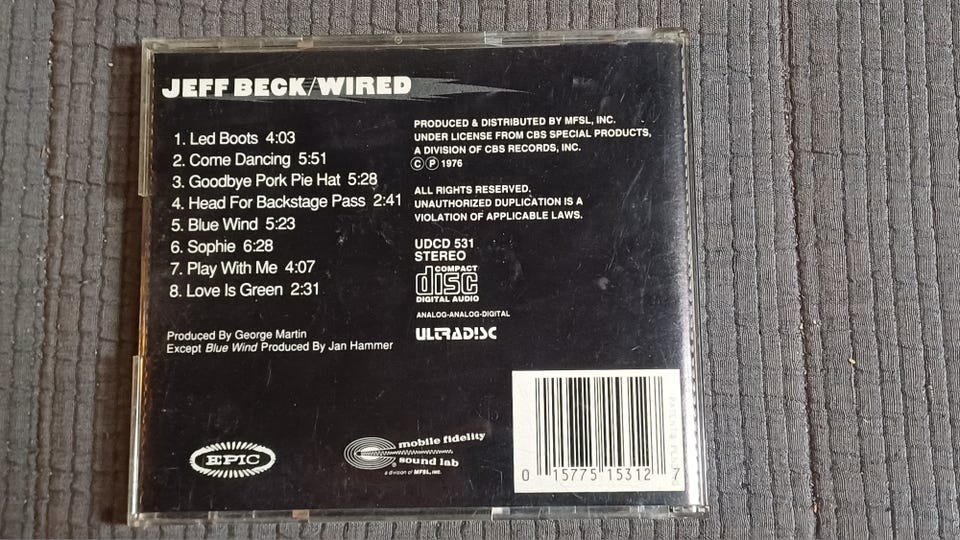 JEFF BECK/WIRED
1. Led Boots 4:03
2. Come Dancing 5:51
3. Goodbye Pork Pie Hat 5:28
4. Head For Backstage Pass 2:41
5. Blue Wind 5:23
6. Sophie 6:28
7. Play With Me 4:07
8. Love Is Green 2:31
Produced By George Martin
Except Blue Wind Produced By Jan Hammer
PRODUCED & DISTRIBUTED BY MFSL, INC.
UNDER LICENSE FROM CBS SPECIAL PRODUCTS,
A DIVISION OF CBS RECORDS, INC.
Ⓒ Ⓟ 1976
ALL RIGHTS RESERVED.
UNAUTHORIZED DUPLICATION IS A
VIOLATION OF APPLICABLE LAWS.
UDCD 531
STEREO
COMPACT
disc
DIGITAL AUDIO
ANALOG-ANALOG-DIGITAL
ULTRADISC
EPIC
mobile fidelity
sound lab
a division of MFSL, INC.
0 15775 15312 7